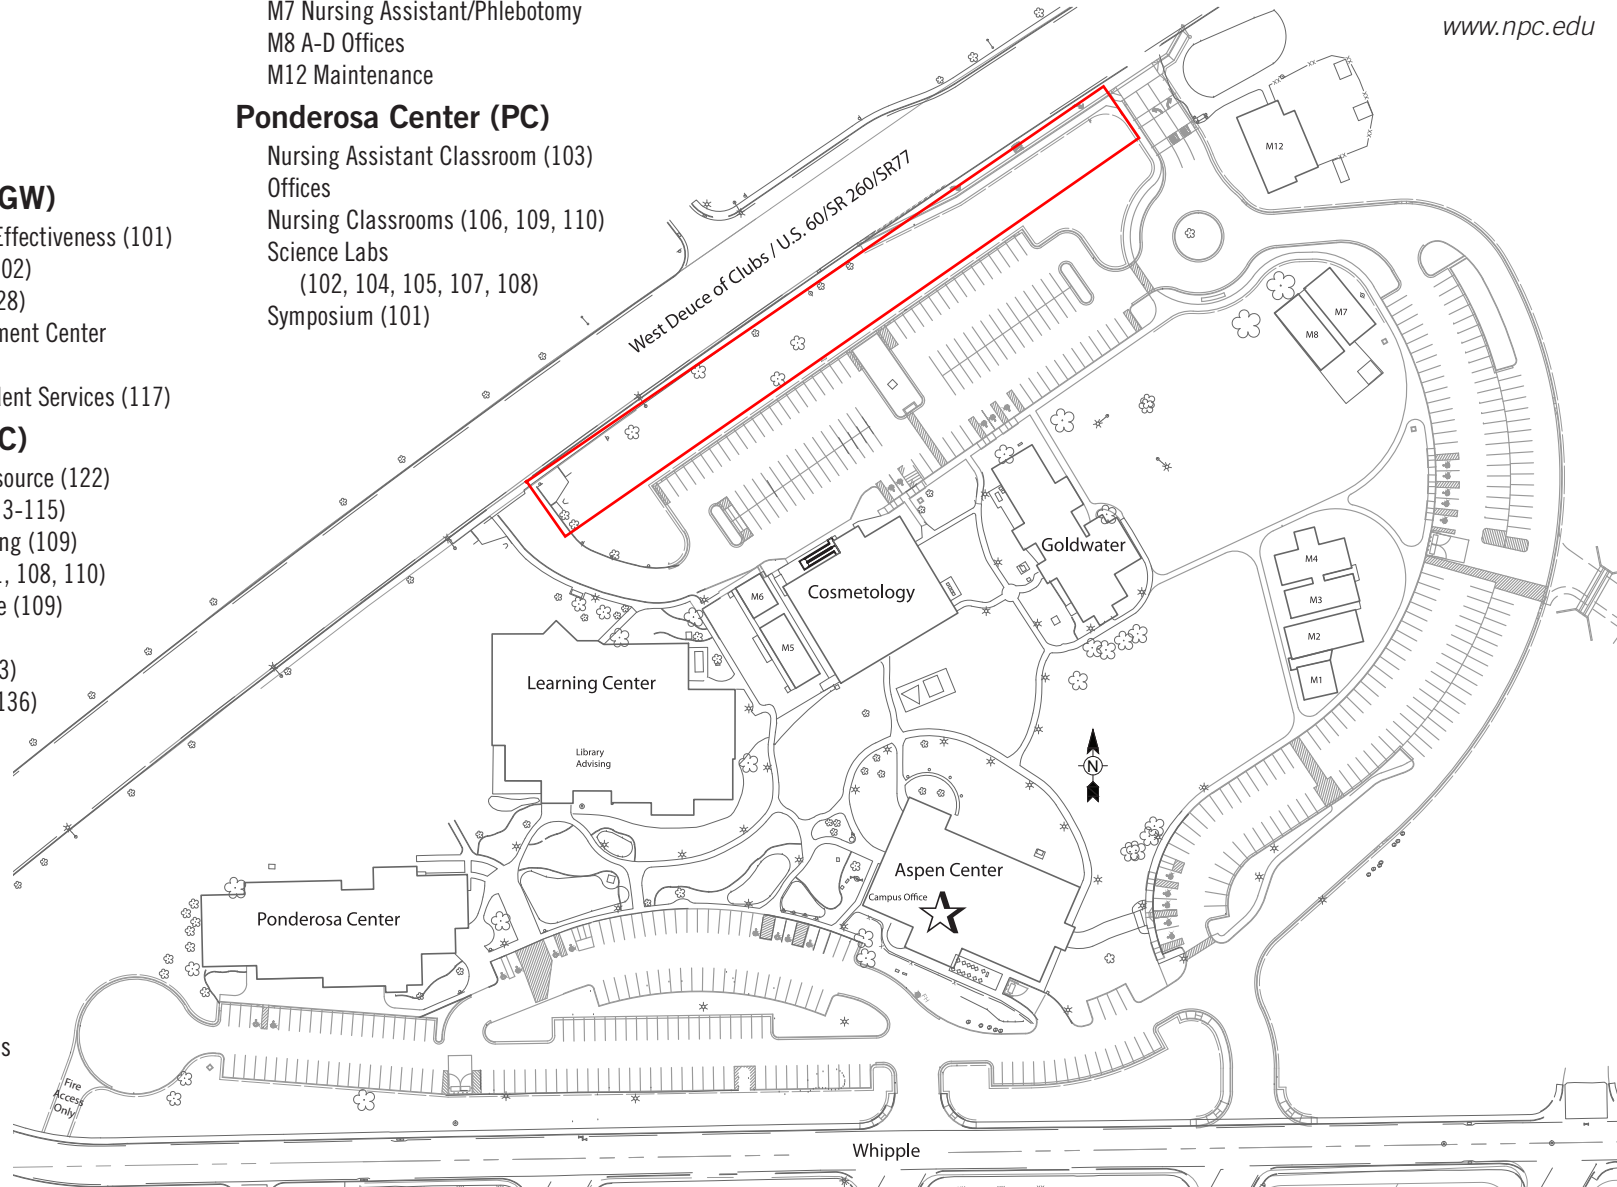 M7 Nursing Assistant/Phlebotomy
M8 A-D Offices
M12 Maintenance
www.npc.edu
Ponderosa Center (PC)
Nursing Assistant Classroom (103)
Offices
Nursing Classrooms (106, 109, 110)
Science Labs
(102, 104, 105, 107, 108)
Symposium (101)
GW)
Effectiveness (101)
02)
28)
ment Center
dent Services (117)
C)
source (122)
3-115)
ng (109)
, 108, 110)
e (109)
3)
136)
s
West Deuce of Clubs / U.S. 60/SR 260/SR77
M12
M7
M8
Goldwater
M4
M3
M2
M1
Cosmetology
M6
M5
Learning Center
Library
Advising
N
Aspen Center
Campus Office
Ponderosa Center
FH
Fire
Access
Only
Whipple